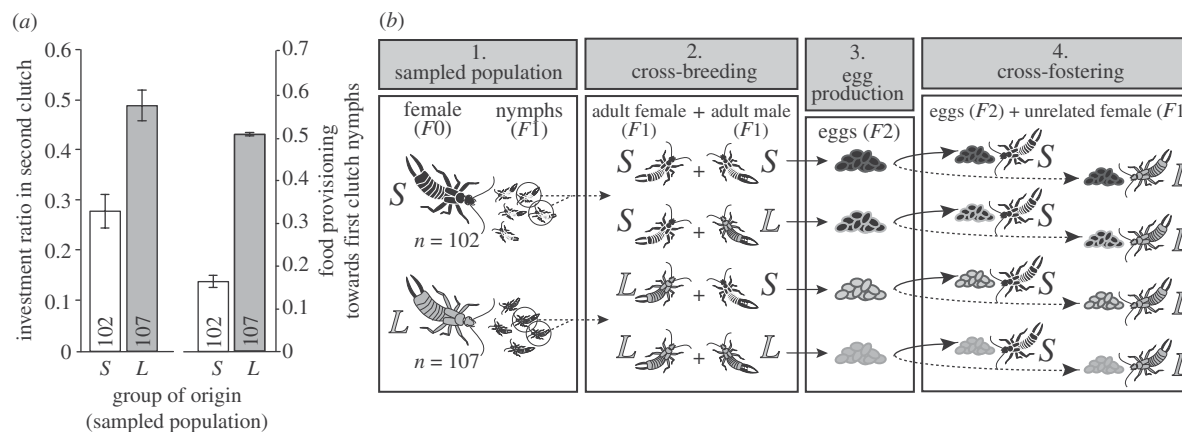 (a)
investment ratio in second clutch
0.6
0.5
0.4
0.3
0.2
0.1
0
102
107
102
107
S L S L
group of origin
(sampled population)
0.7
0.6
0.5
0.4
0.3
0.2
0.1
0
food provisioning
towards first clutch nymphs
(b)
1.
sampled population
female
(F0)
nymphs
(F1)
S
n = 102
L
n = 107
2.
cross-breeding
adult female + adult male
(F1) (F1)
S + S
S + L
L + S
L + L
3.
egg
production
eggs (F2)
4.
cross-fostering
eggs (F2) + unrelated female (F1
S
L
S
L
S
L
S
L